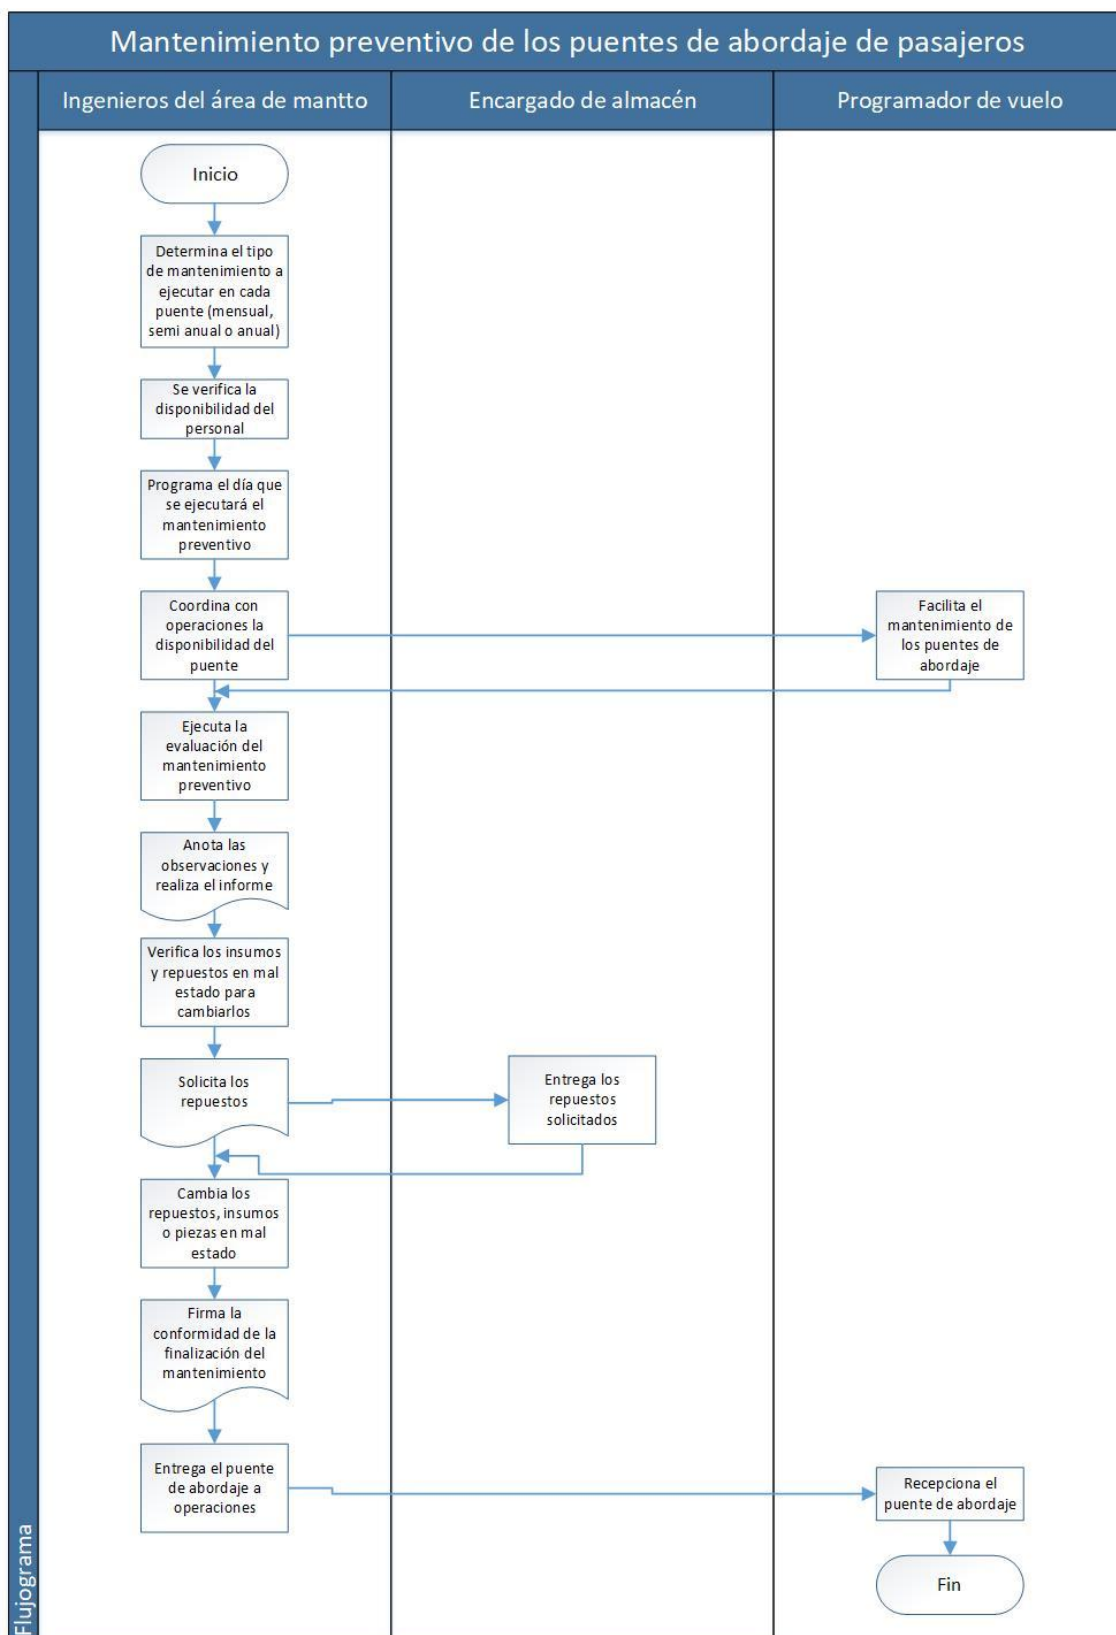 Mantenimiento preventivo de los puentes de abordaje de pasajeros
Ingenieros del área de mantto
Encargado de almacén
Programador de vuelo
Inicio
Determina el tipo
de mantenimiento a
ejecutar en cada
puente (mensual,
semi anual o anual)
Se verifica la
disponibilidad del
personal
Programa el día que
se ejecutará el
mantenimiento
preventivo
Coordina con
operaciones la
disponibilidad del
puente
Facilita el
mantenimiento de
los puentes de
abordaje
Ejecuta la
evaluación del
mantenimiento
preventivo
Anota las
observaciones y
realiza el informe
Verifica los insumos
y repuestos en mal
estado para
cambiarlos
Solicita los
repuestos
Entrega los
repuestos
solicitados
Cambia los
repuestos, insumos
o piezas en mal
estado
Firma la
conformidad de la
finalización del
mantenimiento
Entrega el puente
de abordaje a
operaciones
Recepciona el
puente de abordaje
Fin
Flujograma